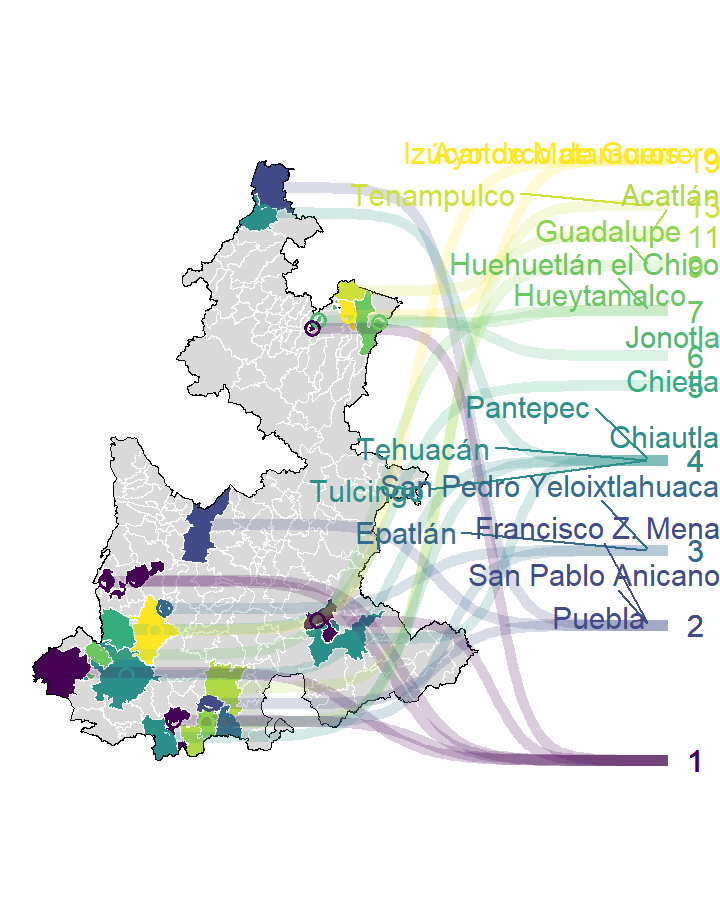 Izúcar de Matamoros
Ayotoxco de Guerrero
Tenampulco
Acatlán
13
Guadalupe
11
Huehuetlán el Chico
Hueytamalco
7
Jonotla
6
Chietla
5
Pantepec
Chiautla
Tehuacán
4
Tulcingo
San Pedro Yeloixtlahuaca
Epatlán
Francisco Z. Mena
3
San Pablo Anicano
Puebla
2
1